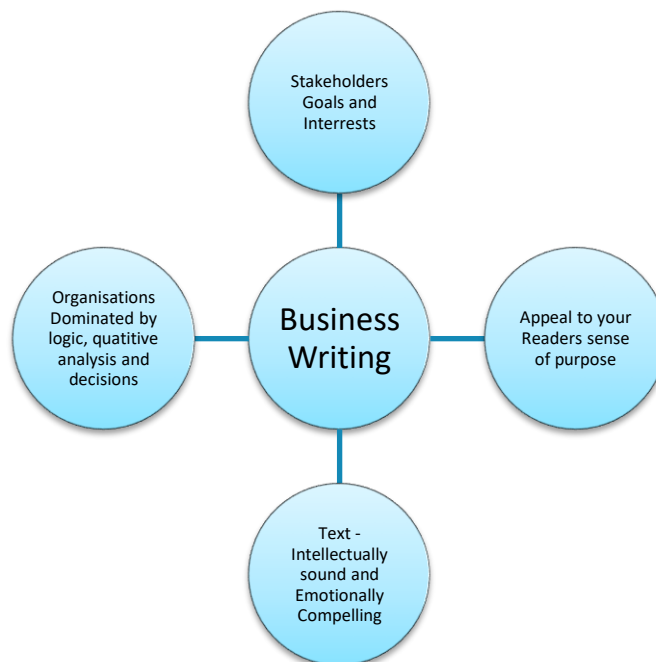 Stakeholders
Goals and
Interrests
Organisations
Dominated by
logic, quatitive
analysis and
decisions
Business
Writing
Appeal to your
Readers sense
of purpose
Text -
Intellectually
sound and
Emotionally
Compelling